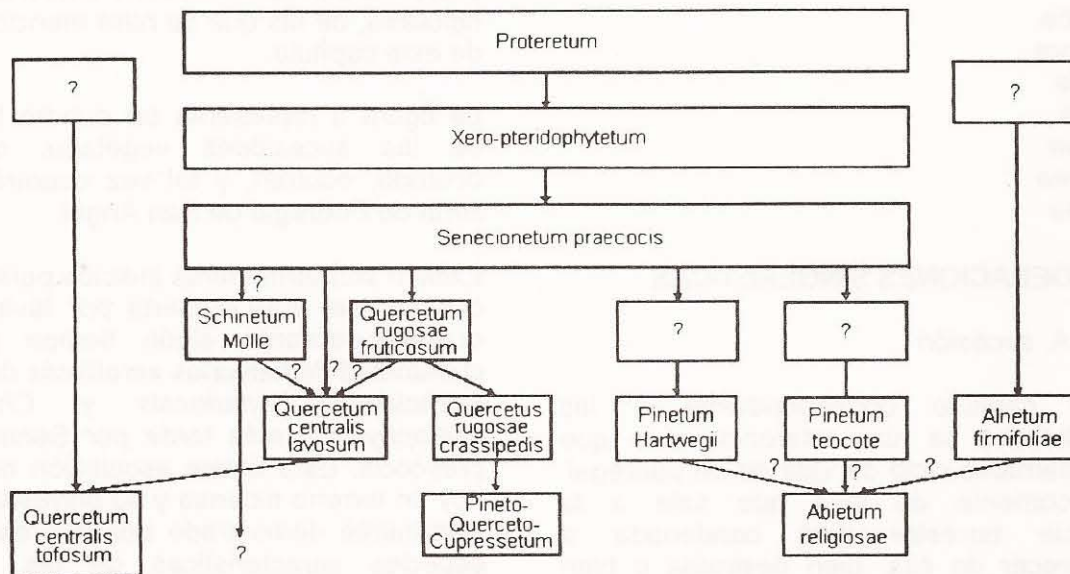 Proteretum
?
?
Xero-pteridophytetum
Senecionetum praecocis
?
Schinetum
Molle
Quercetum
rugosae
fruticosum
?
?
? ? ?
Quercetum
centralis
lavosum
Quercetus
rugosae
crassipedis
Pinetum
Hartwegii
Pinetum
teocote
Alnetum
firmifoliae
? ? ?
Quercetum
centralis
tofosum
?
Pineto-
Querceto-
Cupressetum
Abietum
religiosae